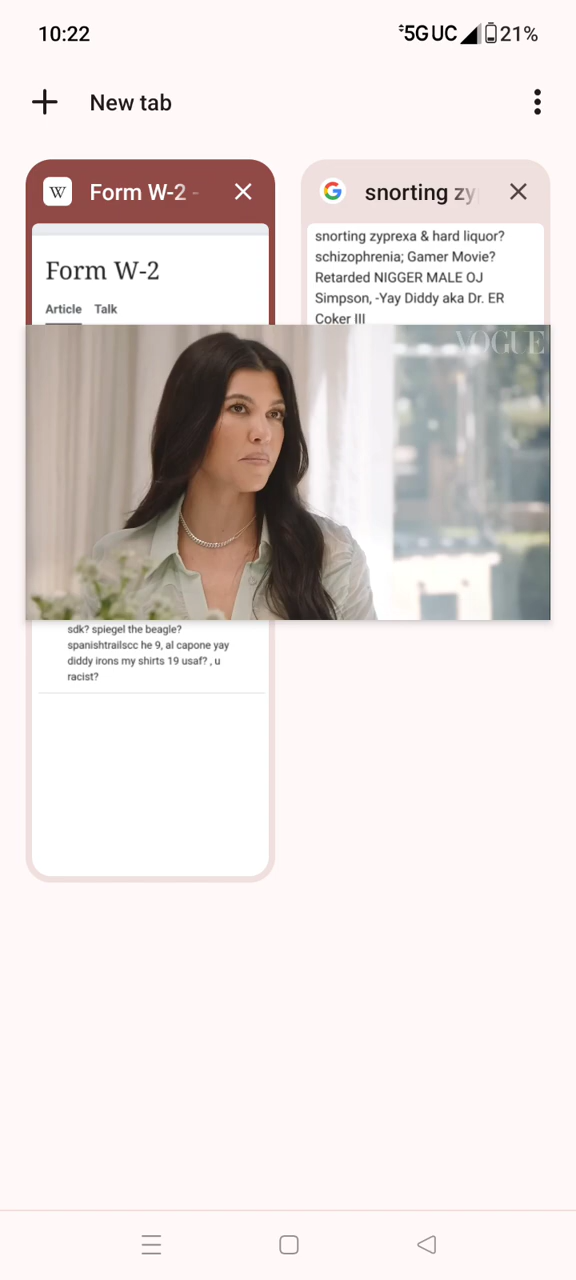 10:22
5G UC 21%
New tab
W Form W-2 -
snorting zy
Form W-2
Article Talk
snorting zyprexa & hard liquor?
schizophrenia; Gamer Movie?
Retarded NIGGER MALE OJ
Simpson, -Yay Diddy aka Dr. ER
Coker III
VOGUE
sdk? spiegel the beagle?
spanishtrailscc he 9, al capone yay
diddy irons my shirts 19 usaf? , u
racist?